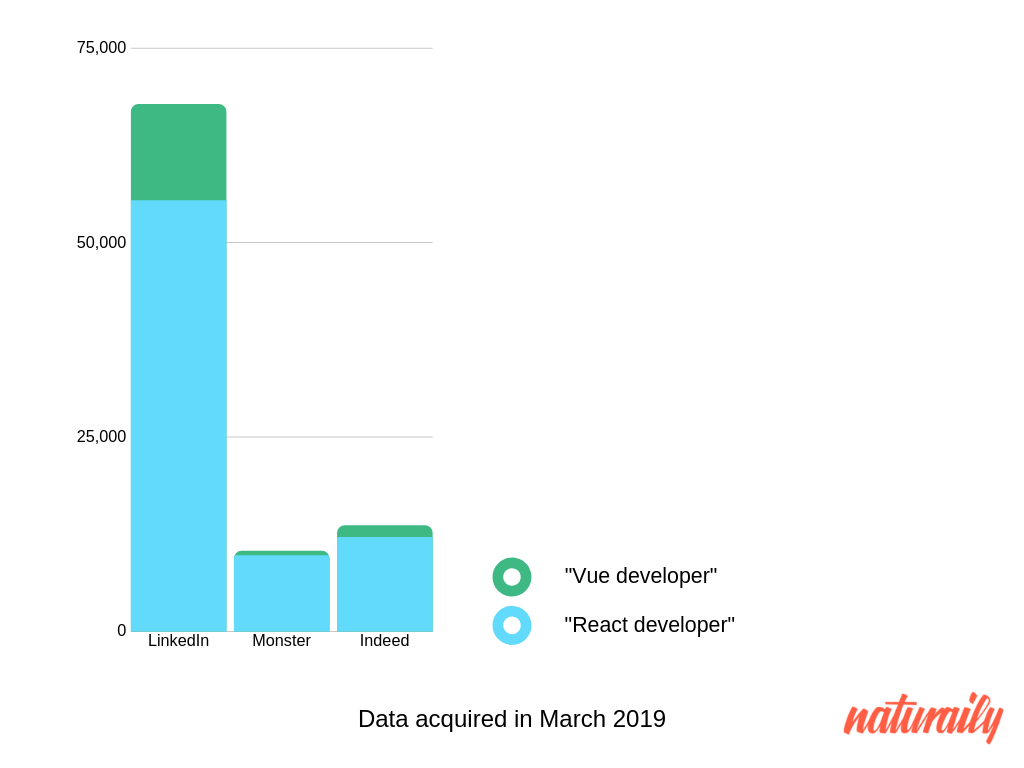 75,000
50,000
25,000
0
LinkedIn Monster Indeed
"Vue developer"
"React developer"
Data acquired in March 2019
naturaily